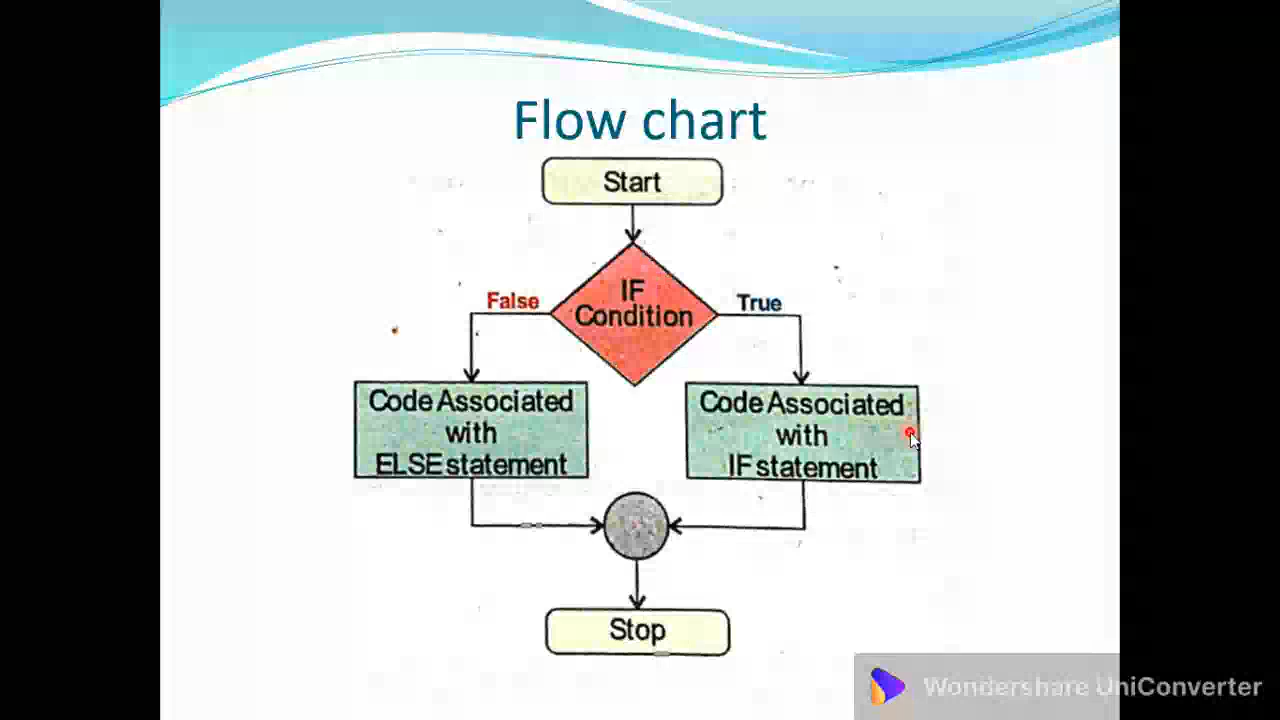 Flow chart
Start
IF
Condition
False
True
Code Associated
with
ELSE statement
Code Associated
with
IF statement
Stop
Wondershare UniConverter